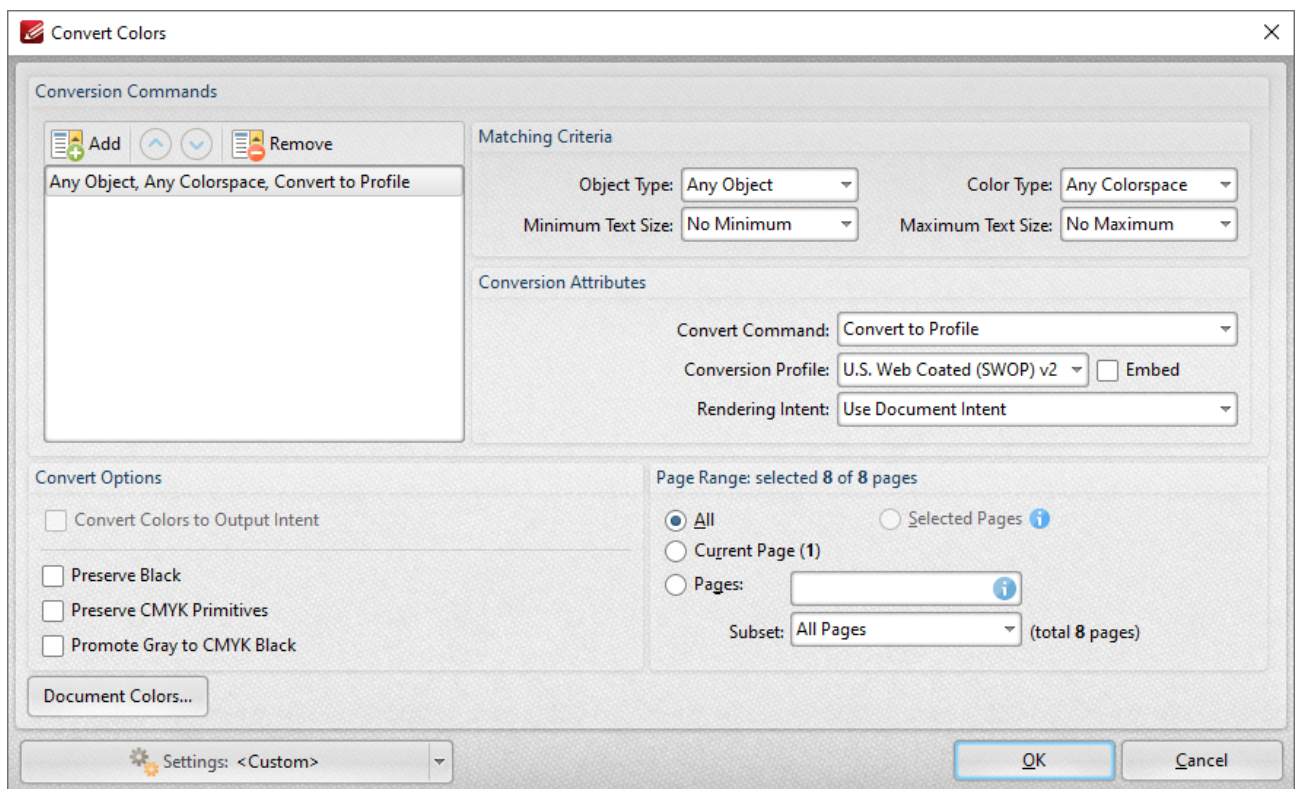 Convert Colors
Conversion Commands
Add Remove
Any Object, Any Colorspace, Convert to Profile
Matching Criteria
Object Type: Any Object Color Type: Any Colorspace
Minimum Text Size: No Minimum Maximum Text Size: No Maximum
Conversion Attributes
Convert Command: Convert to Profile
Conversion Profile: U.S. Web Coated (SWOP) v2 Embed
Rendering Intent: Use Document Intent
Convert Options
Convert Colors to Output Intent
Preserve Black
Preserve CMYK Primitives
Promote Gray to CMYK Black
Page Range: selected 8 of 8 pages
All Selected Pages
Current Page (1)
Pages:
Subset: All Pages (total 8 pages)
Document Colors...
Settings: <Custom> OK Cancel